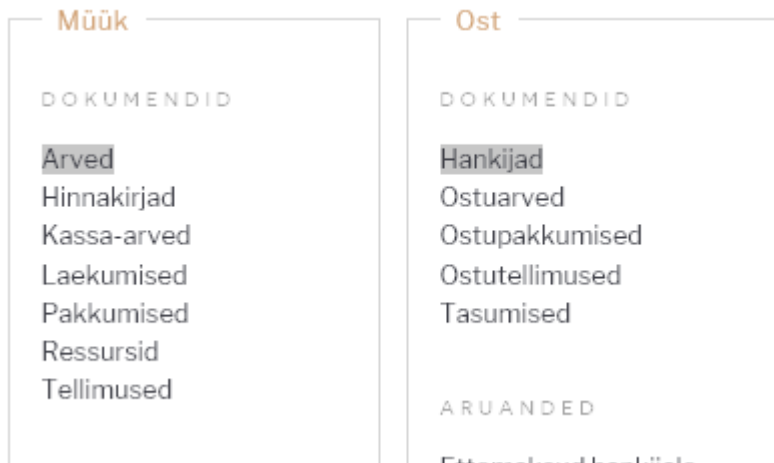 Müük
DOKUMENDID
Arved
Hinnakirjad
Kassa-arved
Laekumised
Pakkumised
Ressursid
Tellimused
Ost
DOKUMENDID
Hankijad
Ostuarved
Ostupakkumised
Ostutellimused
Tasumised
ARUANDED